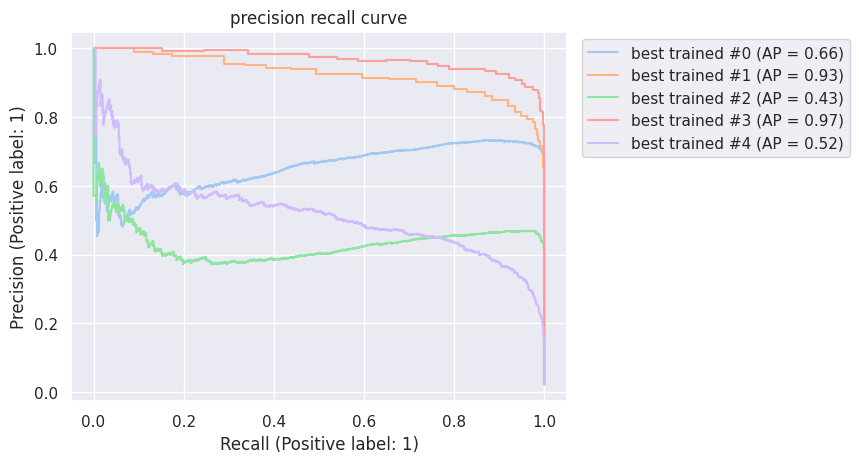 precision recall curve
1.0
0.8
0.6
0.4
0.2
0.0
Precision (Positive label: 1)
0.0 0.2 0.4 0.6 0.8 1.0
Recall (Positive label: 1)
best trained #0 (AP = 0.66)
best trained #1 (AP = 0.93)
best trained #2 (AP = 0.43)
best trained #3 (AP = 0.97)
best trained #4 (AP = 0.52)